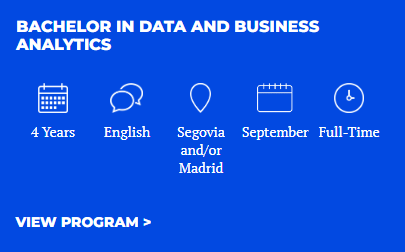 BACHELOR IN DATA AND BUSINESS
ANALYTICS
4 Years
English
Segovia
and/or
Madrid
September
Full-Time
VIEW PROGRAM >